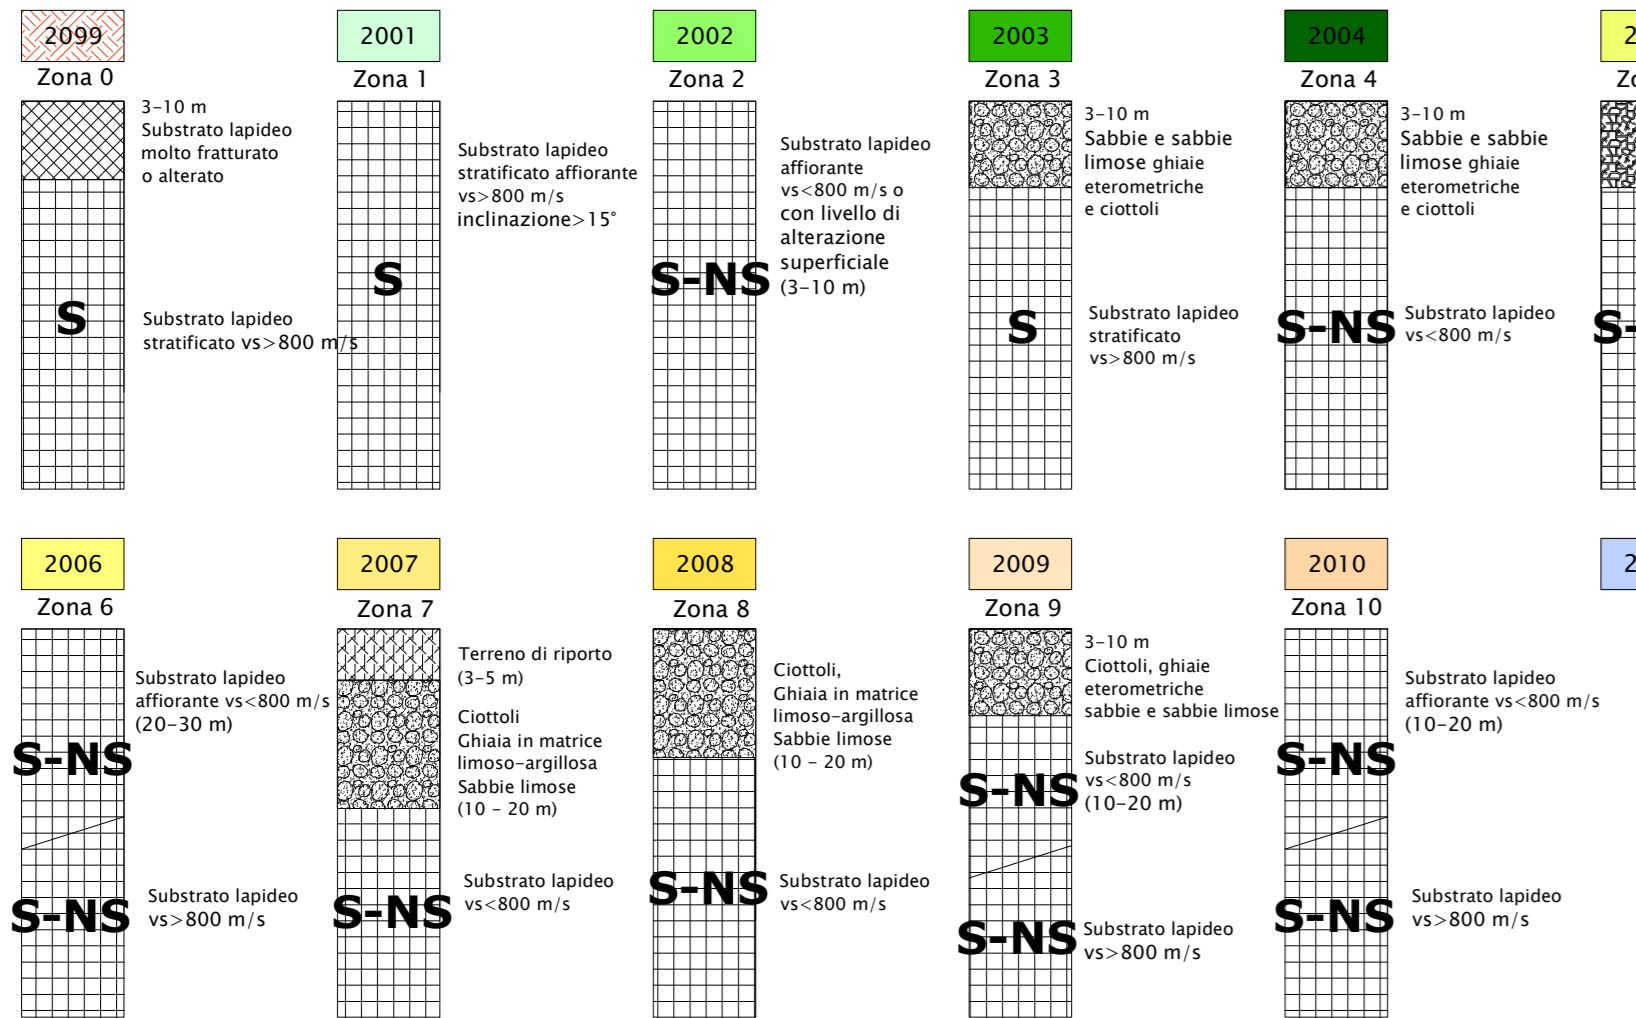 2099
Zona 0
3-10 m
Substrato lapideo
molto fratturato
o alterato
S
Substrato lapideo
stratificato vs>800 m/s
2001
Zona 1
Substrato lapideo
stratificato affiorante
vs>800 m/s
inclinazione>15°
S
2002
Zona 2
Substrato lapideo
affiorante
vs<800 m/s o
con livello di
alterazione
superficiale
(3-10 m)
S-NS
2003
Zona 3
3-10 m
Sabbie e sabbie
limose ghiaie
eterometriche
e ciottoli
S
Substrato lapideo
stratificato
vs>800 m/s
2004
Zona 4
3-10 m
Sabbie e sabbie
limose ghiaie
eterometriche
e ciottoli
S-NS
Substrato lapideo
vs<800 m/s
2
Zo
S-
2006
Zona 6
Substrato lapideo
affiorante vs<800 m/s
(20-30 m)
S-NS
S-NS
Substrato lapideo
vs>800 m/s
2007
Zona 7
Terreno di riporto
(3-5 m)
Ciottoli
Ghiaia in matrice
limoso-argillosa
Sabbie limose
(10 - 20 m)
S-NS
Substrato lapideo
vs<800 m/s
2008
Zona 8
Ciottoli,
Ghiaia in matrice
limoso-argillosa
Sabbie limose
(10 - 20 m)
S-NS
Substrato lapideo
vs<800 m/s
2009
Zona 9
3-10 m
Ciottoli, ghiaie
eterometriche
sabbie e sabbie limose
S-NS
Substrato lapideo
vs<800 m/s
(10-20 m)
S-NS
Substrato lapideo
vs>800 m/s
2010
Zona 10
Substrato lapideo
affiorante vs<800 m/s
(10-20 m)
S-NS
S-NS
Substrato lapideo
vs>800 m/s
2